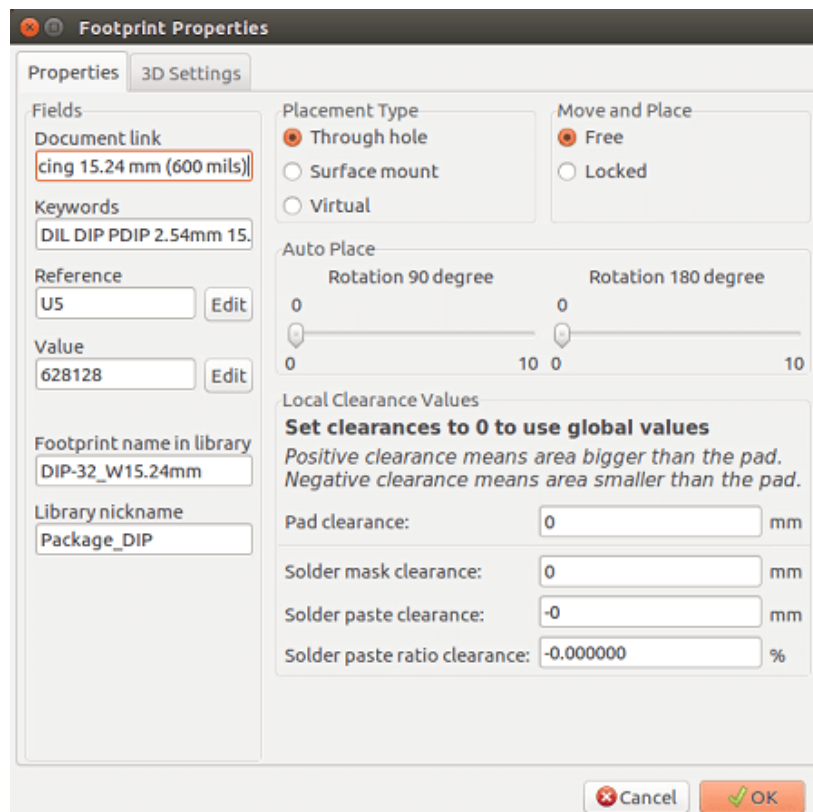 Footprint Properties
Properties
3D Settings
Fields
Document link
cing 15.24 mm (600 mils)
Keywords
DIL DIP PDIP 2.54mm 15.
Reference
U5
Edit
Value
628128
Edit
Footprint name in library
DIP-32_W15.24mm
Library nickname
Package_DIP
Placement Type
Through hole
Surface mount
Virtual
Move and Place
Free
Locked
Auto Place
Rotation 90 degree
0
0
10
Rotation 180 degree
0
0
10
Local Clearance Values
Set clearances to 0 to use global values
Positive clearance means area bigger than the pad.
Negative clearance means area smaller than the pad.
Pad clearance:
0
mm
Solder mask clearance:
0
mm
Solder paste clearance:
-0
mm
Solder paste ratio clearance:
-0.000000
%
Cancel
OK